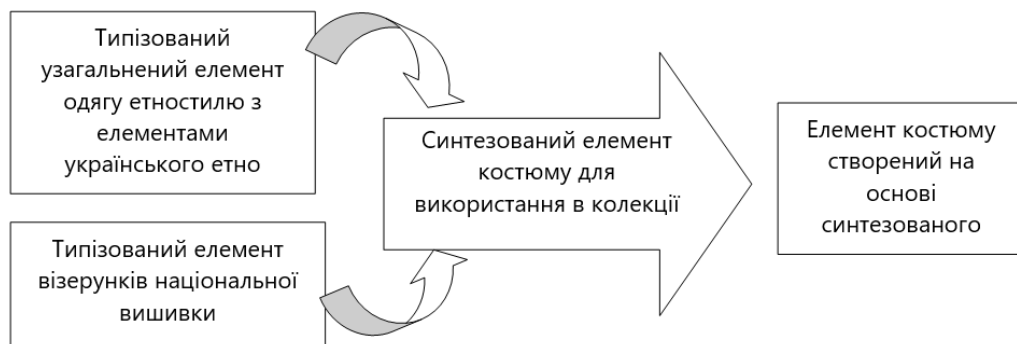 Типізований
узагальнений елемент
одягу етностилю з
елементами
українського етно
Типізований елемент
візерунків національної
вишивки
Синтезований елемент
костюму для
використання в колекції
Елемент костюму
створений на
основі
синтезованого